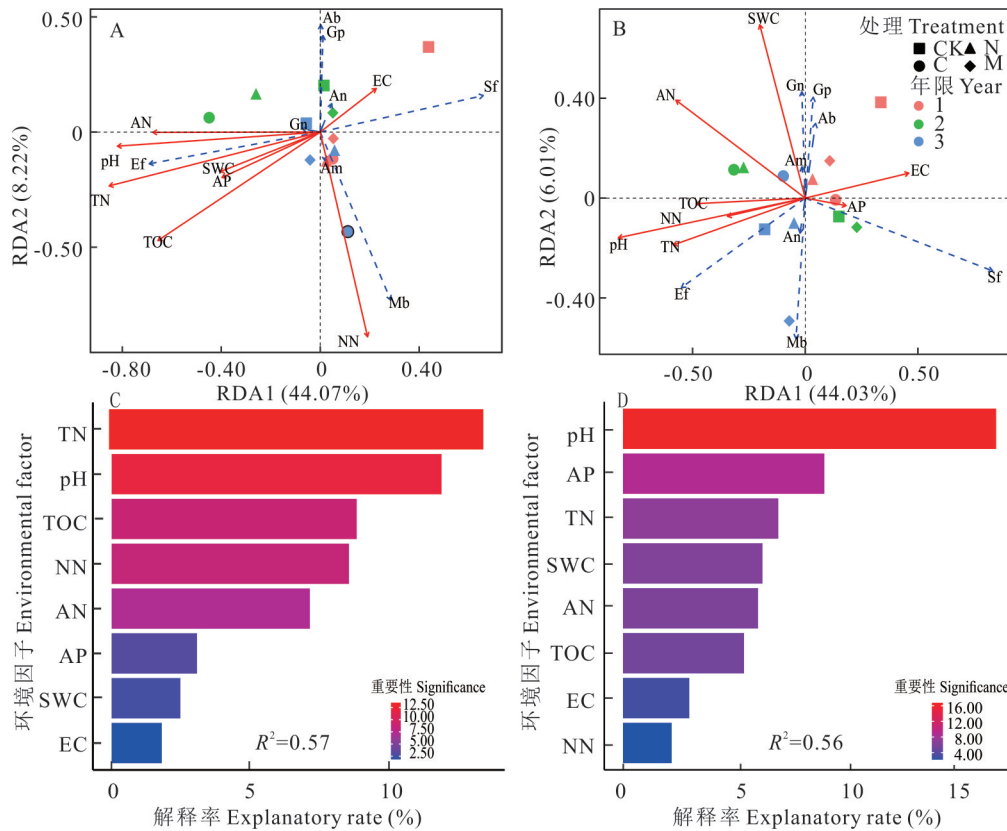 A
0.50
0
-0.50
RDA2 (8.22%)
Ab
Gp
EC
Sf
An
AN
Gn
pH
Ef
SWC
AP
Am
TN
TOC
Mb
NN
-0.80
-0.40
0
0.40
RDA1 (44.07%)
B
0.40
0
-0.40
RDA2 (6.01%)
SWC
处理 Treatment
CK
N
C
M
年限 Year
1
2
3
AN
Gn
Gp
Ab
Am
EC
TOC
AP
NN
pH
TN
An
Ef
Sf
Mb
-0.50
0
0.50
RDA1 (44.03%)
C
环境因子 Environmental factor
TN
pH
TOC
NN
AN
AP
SWC
EC
重要性 Significance
12.50
10.00
7.50
5.00
2.50
R²=0.57
0
5
10
15
解释率 Explanatory rate (%)
D
环境因子 Environmental factor
pH
AP
TN
SWC
AN
TOC
EC
NN
重要性 Significance
16.00
12.00
8.00
4.00
R²=0.56
0
5
10
15
解释率 Explanatory rate (%)